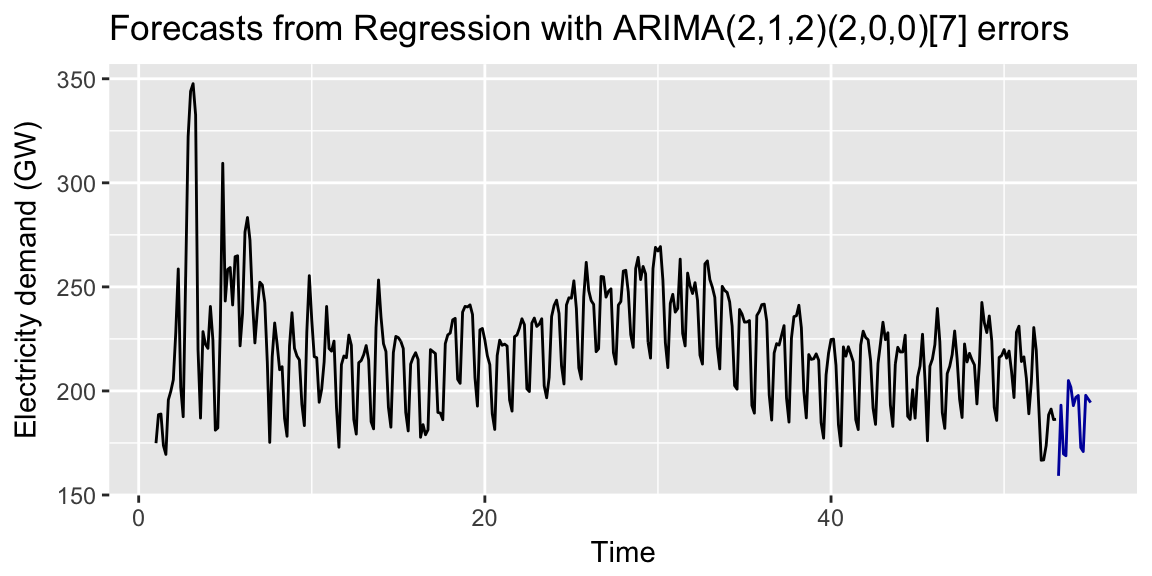 Forecasts from Regression with ARIMA(2,1,2)(2,0,0)[7] errors
350
300
250
200
150
Electricity demand (GW)
0 20 40
Time